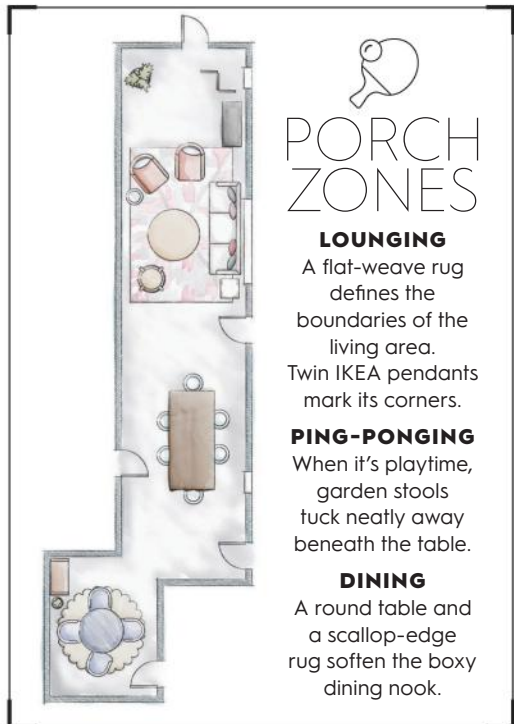 PORCH
ZONES
LOUNGING
A flat-weave rug
defines the
boundaries of the
living area.
Twin IKEA pendants
mark its corners.
PING-PONGING
When it's playtime,
garden stools
tuck neatly away
beneath the table.
DINING
A round table and
a scallop-edge
rug soften the boxy
dining nook.